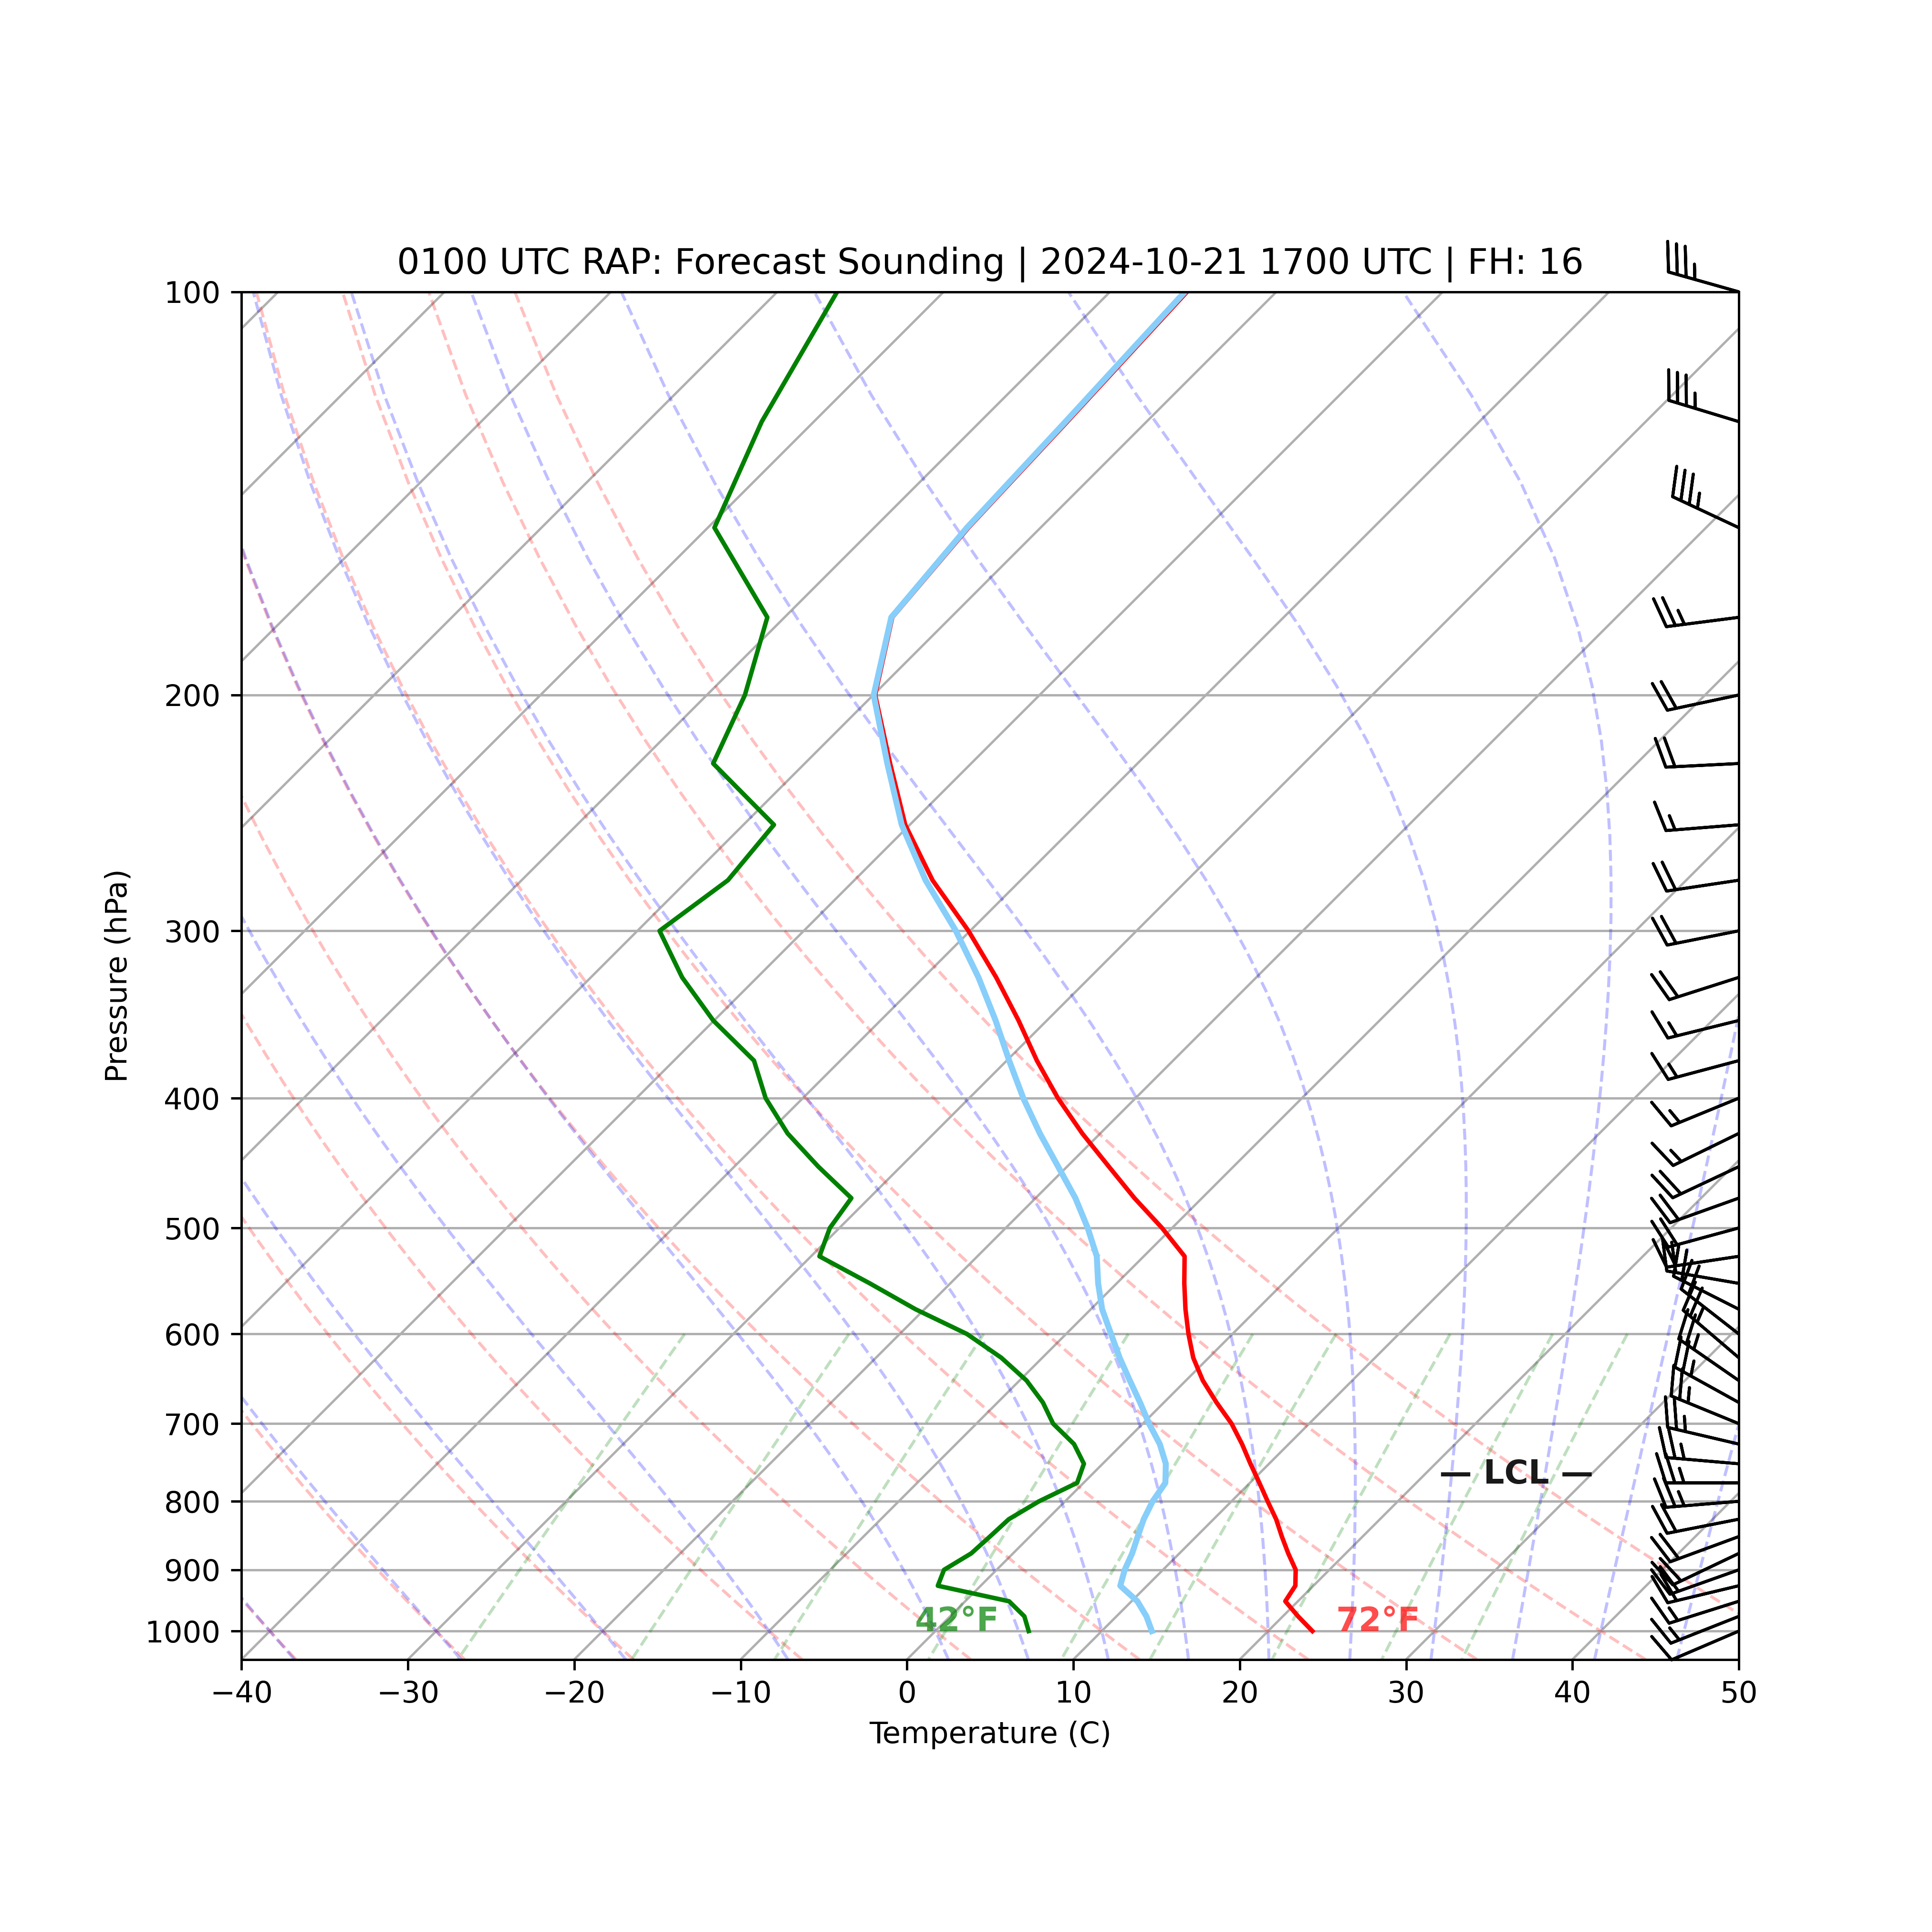 0100 UTC RAP: Forecast Sounding | 2024-10-21 1700 UTC | FH: 16
100
200
300
400
500
600
700
800
900
1000
Pressure (hPa)
— LCL —
42°F
72°F
−40 −30 −20 −10 0 10 20 30 40 50
Temperature (C)